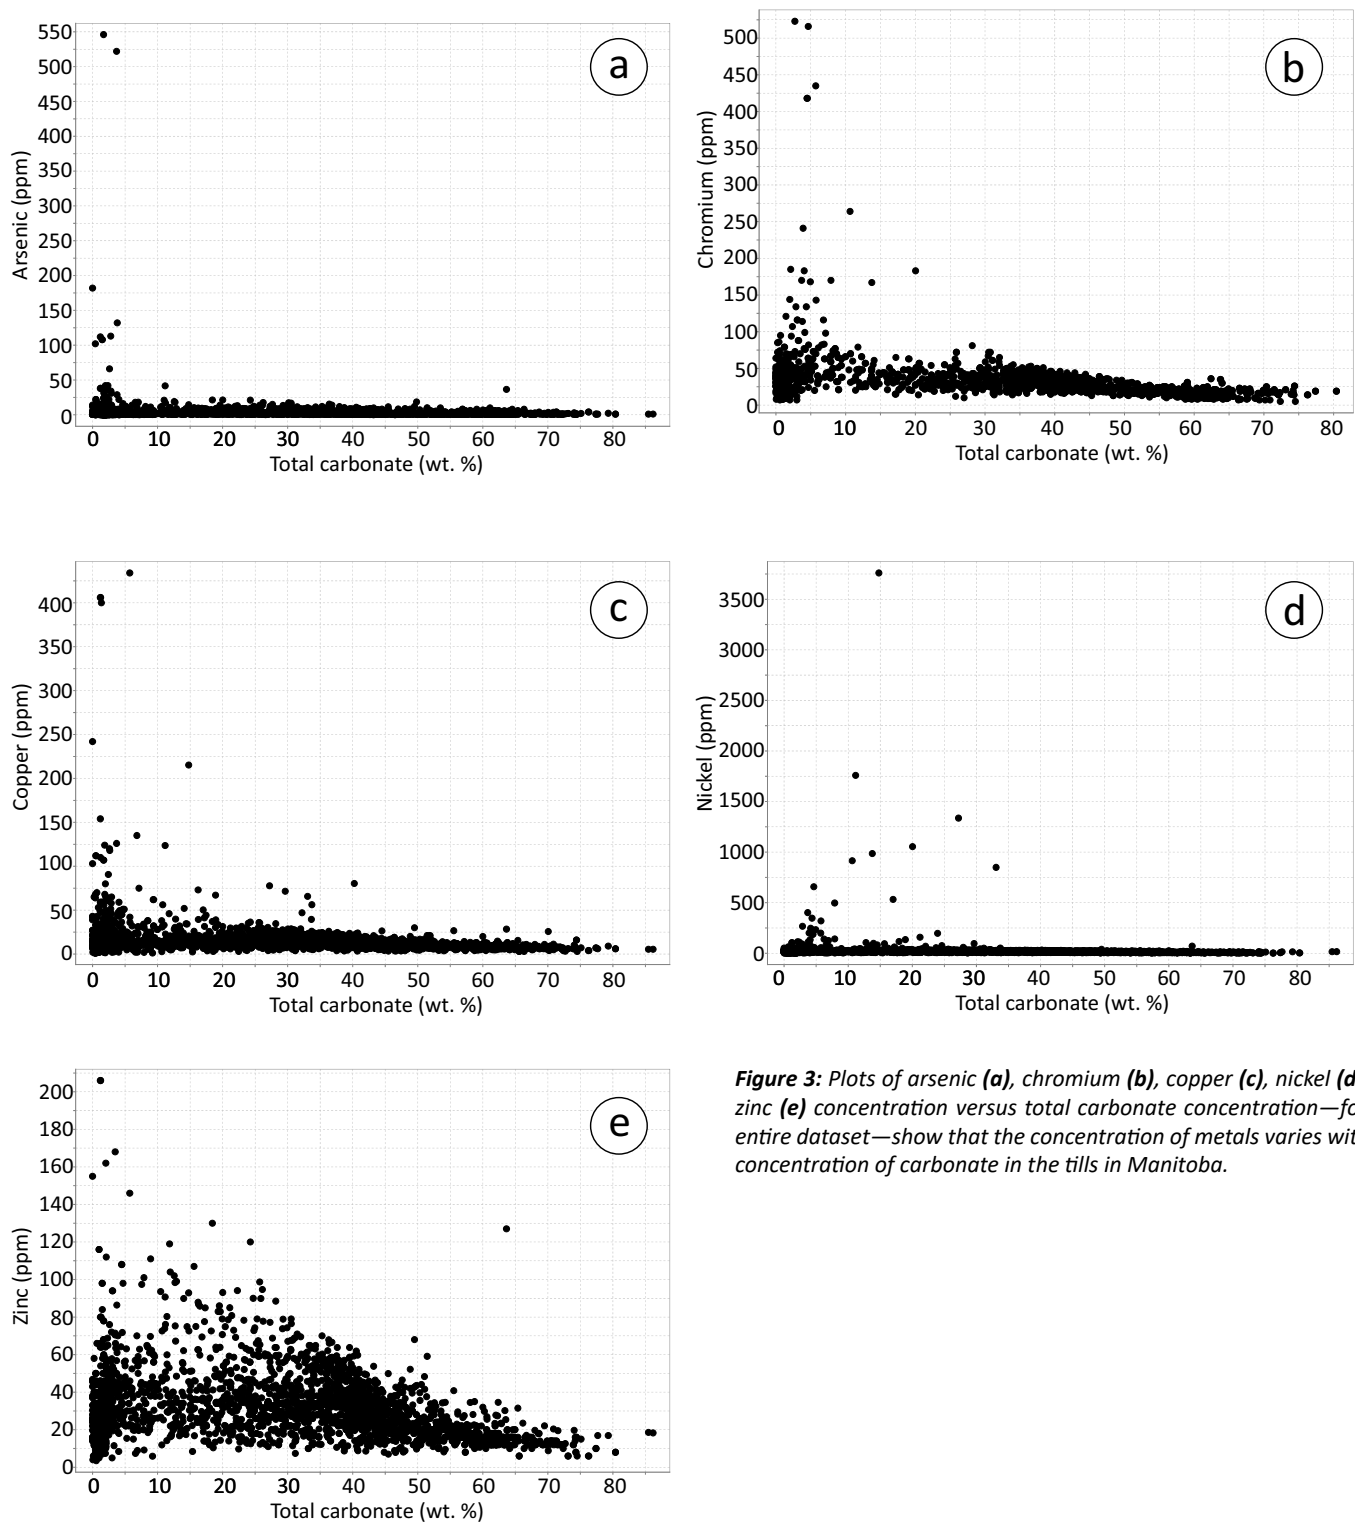 a
550
500
450
400
350
300
250
200
150
100
50
0
Arsenic (ppm)
0 10 20 30 40 50 60 70 80
Total carbonate (wt. %)
b
500
450
400
350
300
250
200
150
100
50
0
Chromium (ppm)
0 10 20 30 40 50 60 70 80
Total carbonate (wt. %)
c
400
350
300
250
200
150
100
50
0
Copper (ppm)
0 10 20 30 40 50 60 70 80
Total carbonate (wt. %)
d
3500
3000
2500
2000
1500
1000
500
0
Nickel (ppm)
0 10 20 30 40 50 60 70 80
Total carbonate (wt. %)
e
200
180
160
140
120
100
80
60
40
20
0
Zinc (ppm)
0 10 20 30 40 50 60 70 80
Total carbonate (wt. %)
Figure 3: Plots of arsenic (a), chromium (b), copper (c), nickel (d
zinc (e) concentration versus total carbonate concentration—fo
entire dataset—show that the concentration of metals varies wit
concentration of carbonate in the tills in Manitoba.